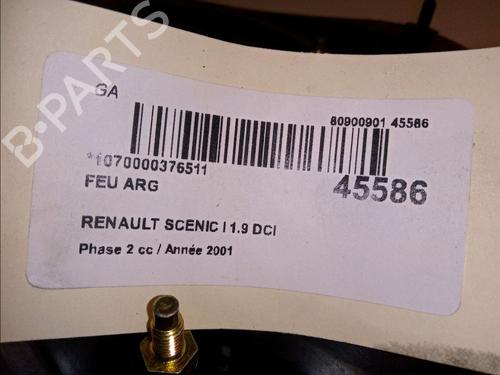 GA
80900901 45586
*1070000376511
FEU ARG
45586
RENAULT SCENIC I 1.9 DCI
Phase 2 cc / Année 2001
B-PARTS